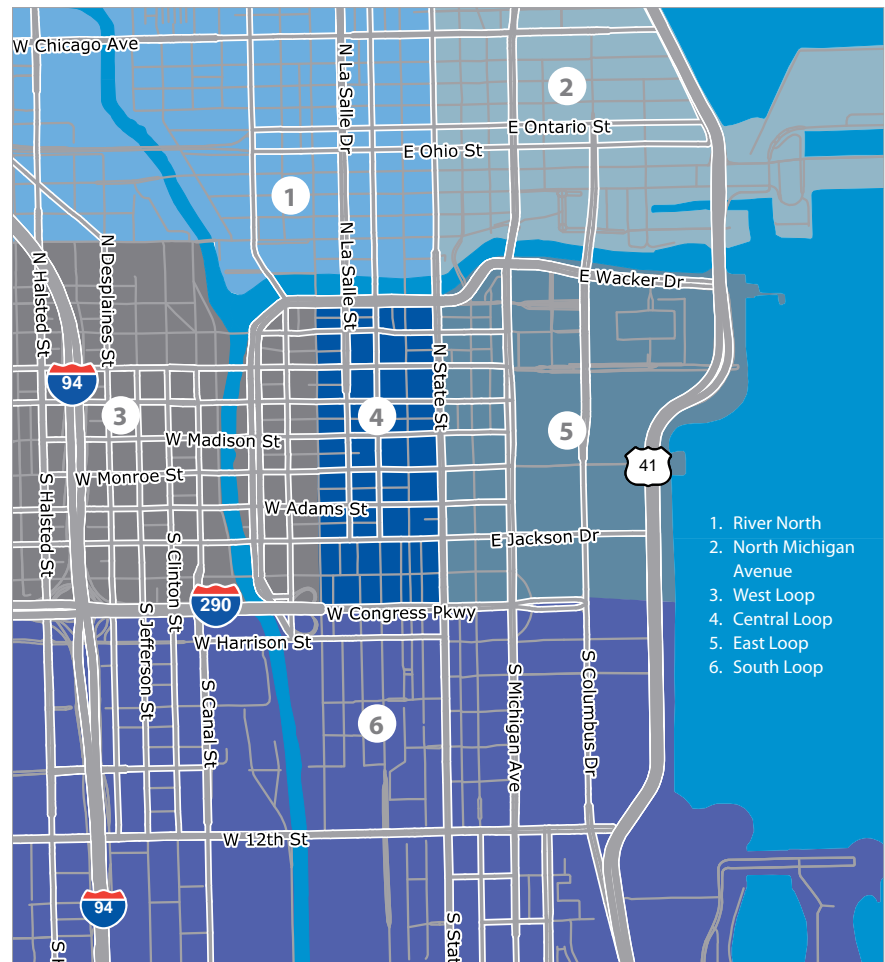 W Chicago Ave
N La Salle Dr
2
E Ontario St
E Ohio St
1
N La Salle St
N Desplaines St
N Halsted St
E Wacker Dr
94
N State St
3
4
5
W Madison St
41
W Monroe St
S Halsted St
W Adams St
E Jackson Dr
S Clinton St
290
W Congress Pkwy
S Jefferson St
W Harrison St
S Canal St
S Michigan Ave
S Columbus Dr
6
W 12th St
94
S Stat
S H
1. River North
2. North Michigan
Avenue
3. West Loop
4. Central Loop
5. East Loop
6. South Loop